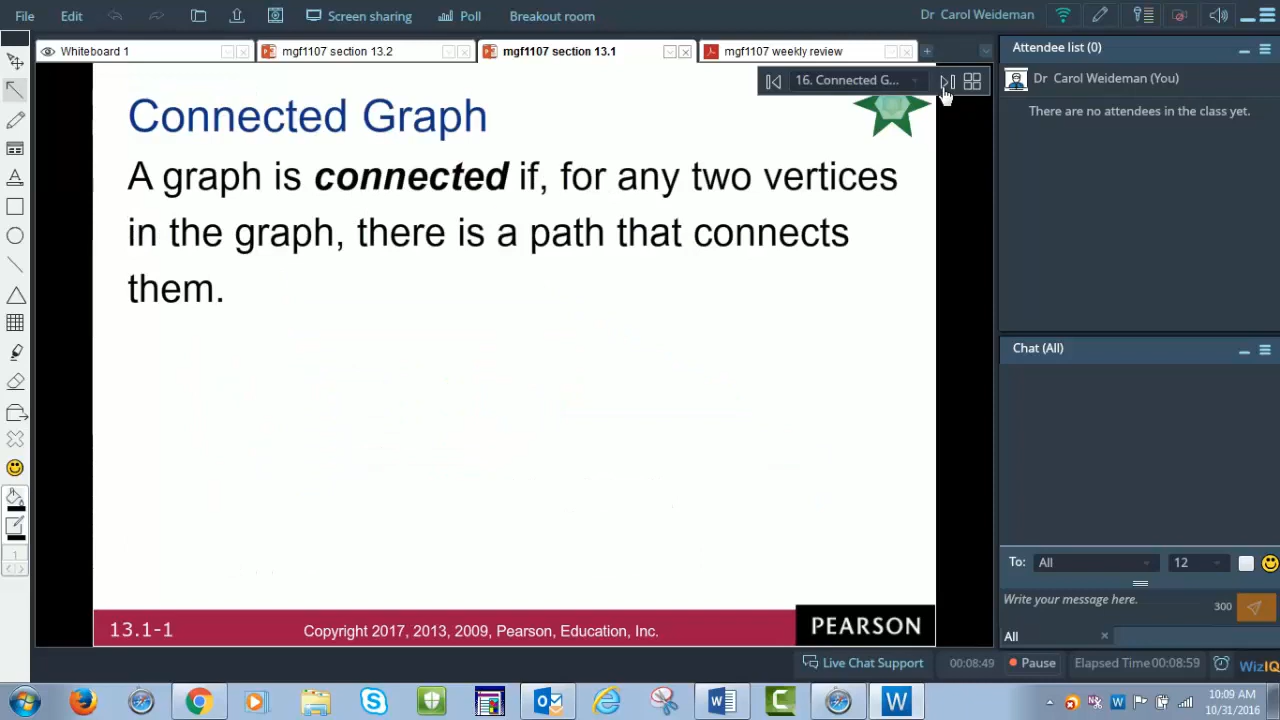 File Edit Screen sharing Poll Breakout room Dr Carol Weideman
Whiteboard 1 mgf1107 section 13.2 mgf1107 section 13.1 mgf1107 weekly review
Attendee list (0)
16. Connected G...
Dr Carol Weideman (You)
There are no attendees in the class yet.
Connected Graph
A graph is connected if, for any two vertices
in the graph, there is a path that connects
them.
Chat (All)
To: All 12
Write your message here.
300
All
1
13.1-1 Copyright 2017, 2013, 2009, Pearson, Education, Inc. PEARSON
Live Chat Support 00:08:49 Pause Elapsed Time 00:08:59 WizIQ
10:09 AM
10/31/2016